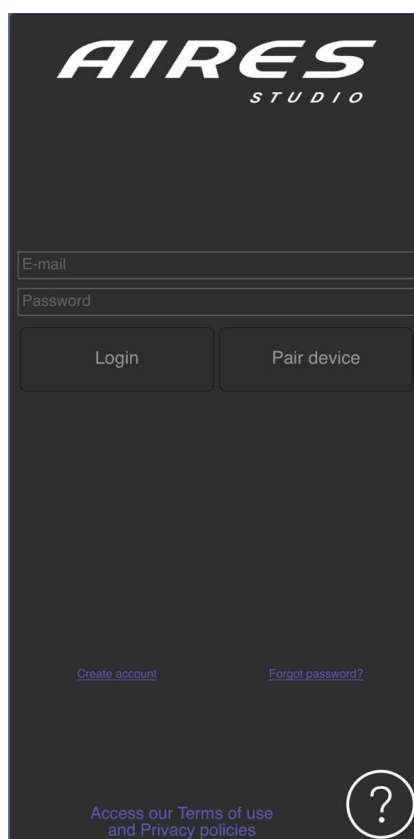 AIRES
STUDIO
E-mail
Password
Login
Pair device
Create account
Forgot password?
?
Access our Terms of use
and Privacy policies